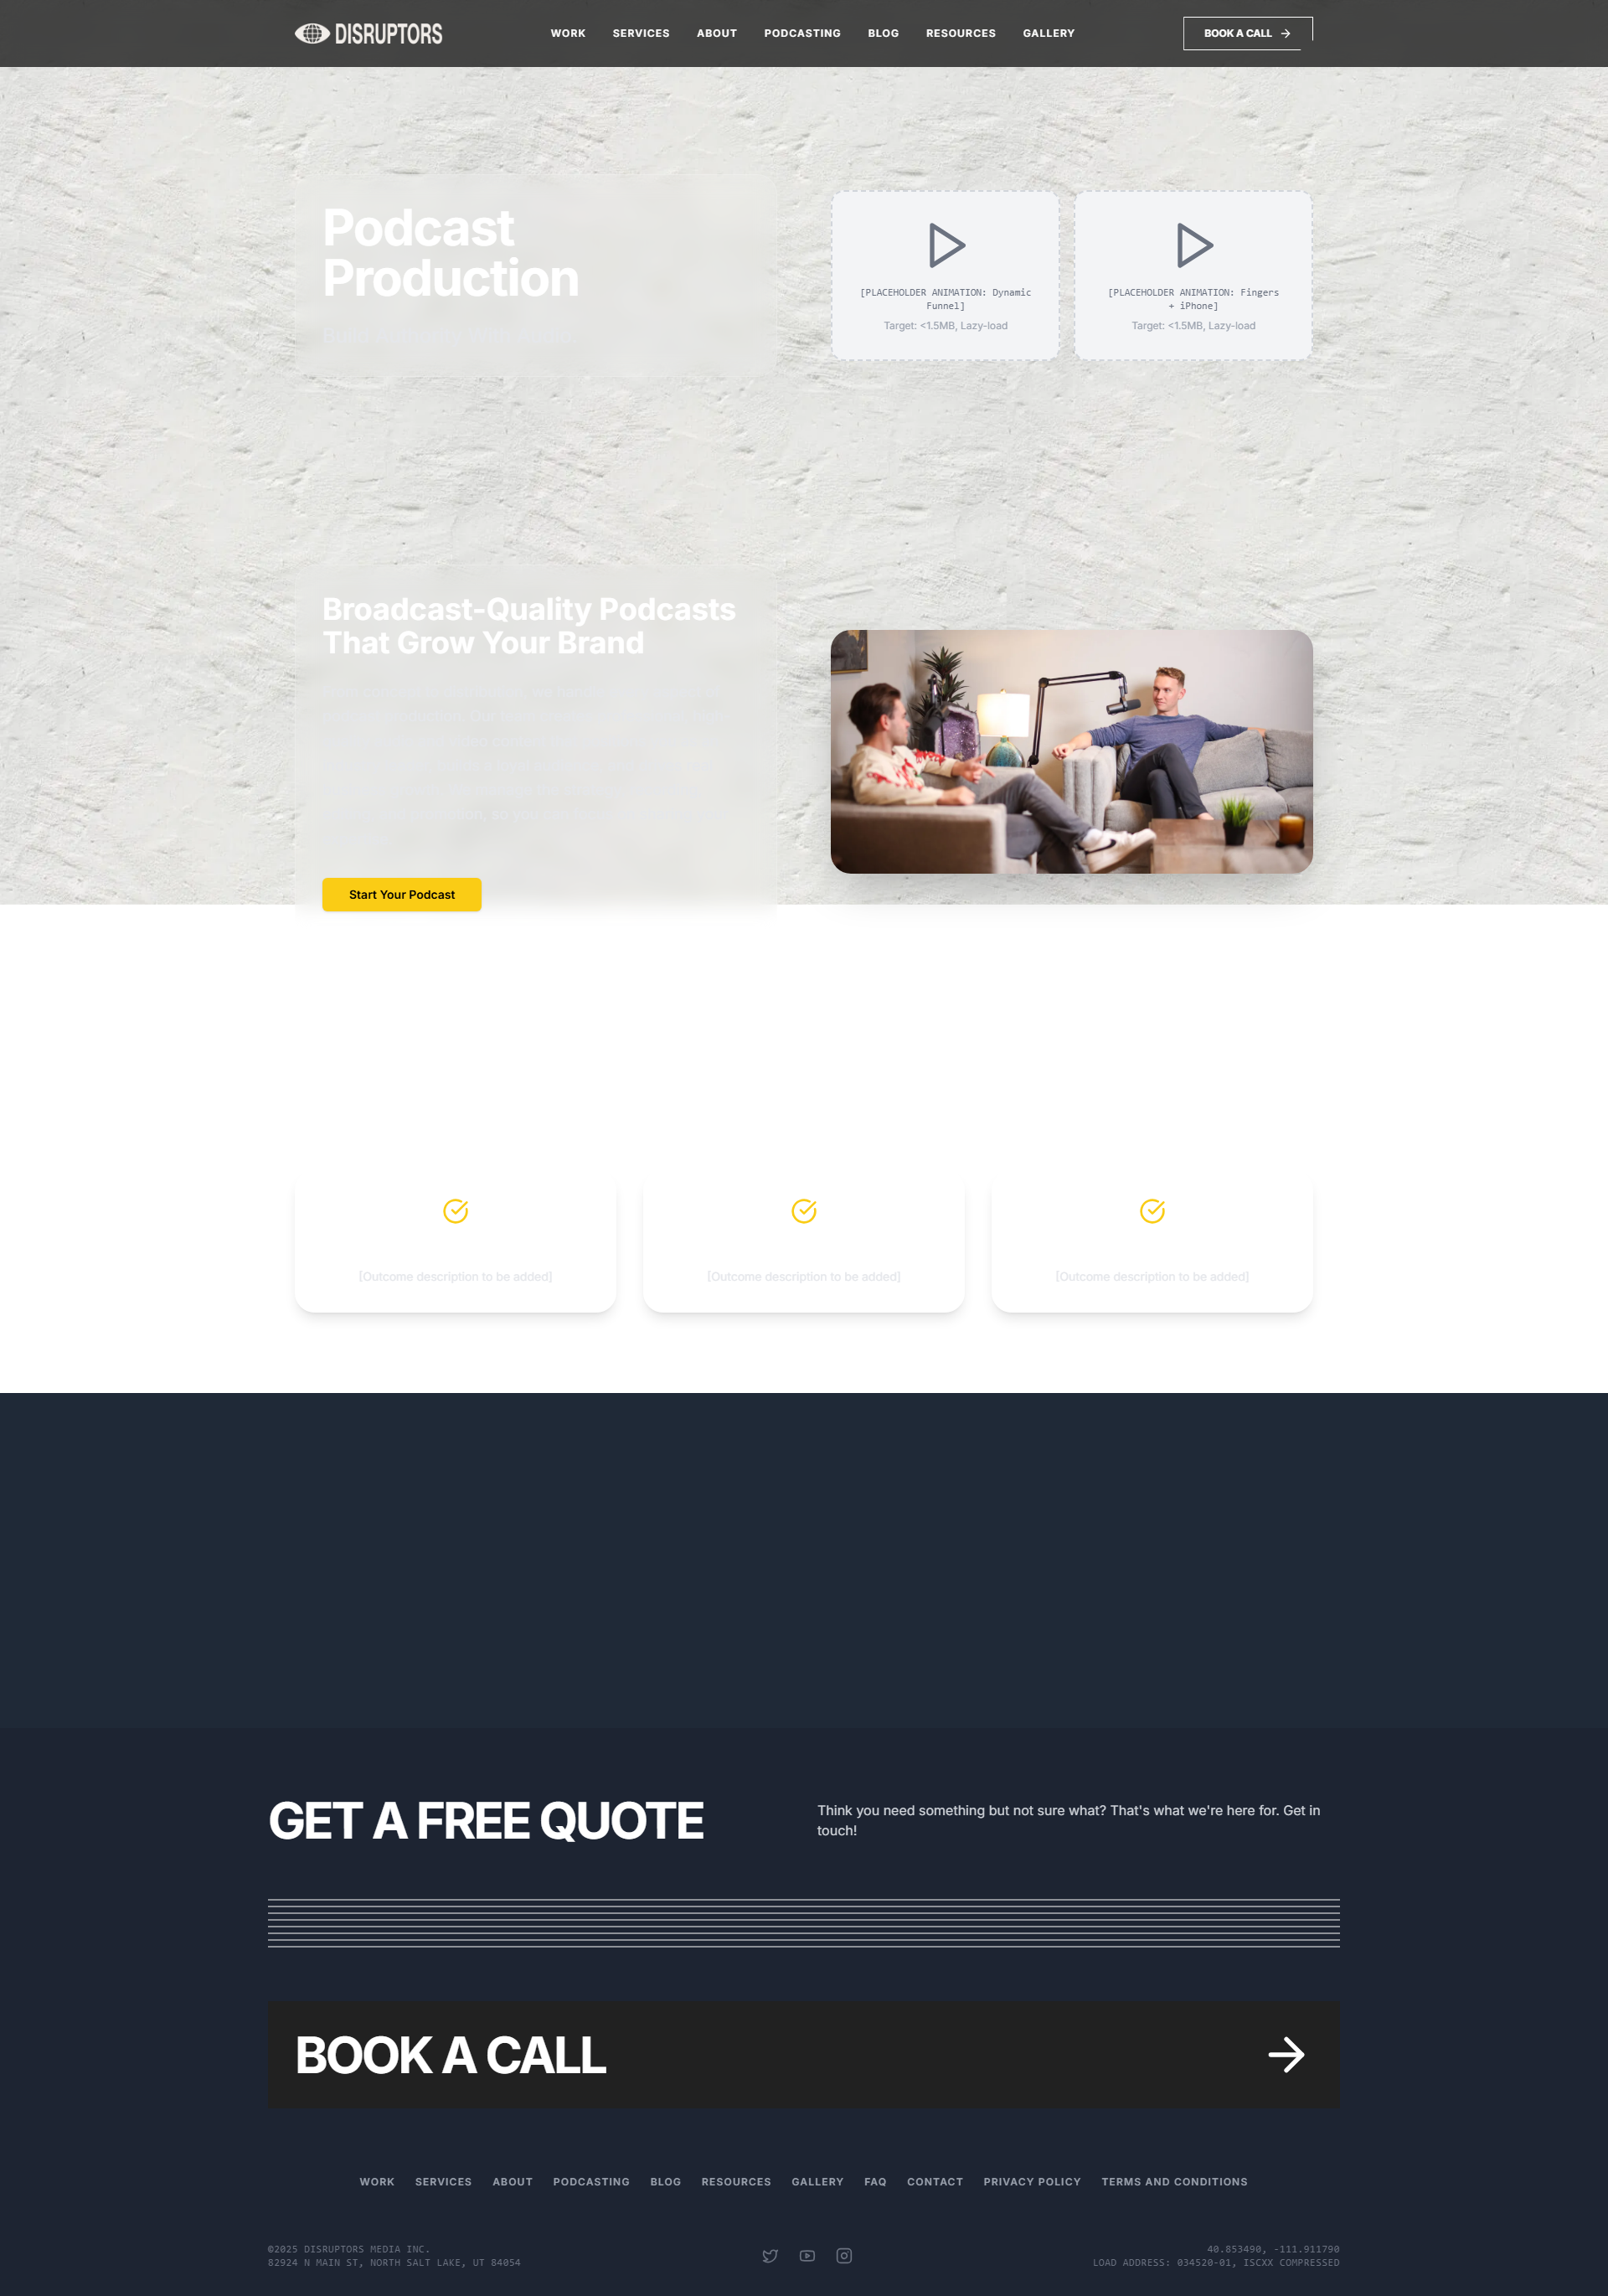 DISRUPTORS
WORK SERVICES ABOUT PODCASTING BLOG RESOURCES GALLERY
BOOK A CALL
Podcast
Production
[PLACEHOLDER ANIMATION: Dynamic
Funnel]
Target: <1.5MB, Lazy-load
[PLACEHOLDER ANIMATION: Fingers
+ iPhone]
Target: <1.5MB, Lazy-load
Broadcast-Quality Podcasts
That Grow Your Brand
Start Your Podcast
[Outcome description to be added]
[Outcome description to be added]
[Outcome description to be added]
GET A FREE QUOTE
Think you need something but not sure what? That's what we're here for. Get in
touch!
BOOK A CALL
WORK SERVICES ABOUT PODCASTING BLOG RESOURCES GALLERY FAQ CONTACT PRIVACY POLICY TERMS AND CONDITIONS
©2025 DISRUPTORS MEDIA INC.
82924 N MAIN ST, NORTH SALT LAKE, UT 84054
40.853490, -111.911790
LOAD ADDRESS: 034520-01, ISCXX COMPRESSED